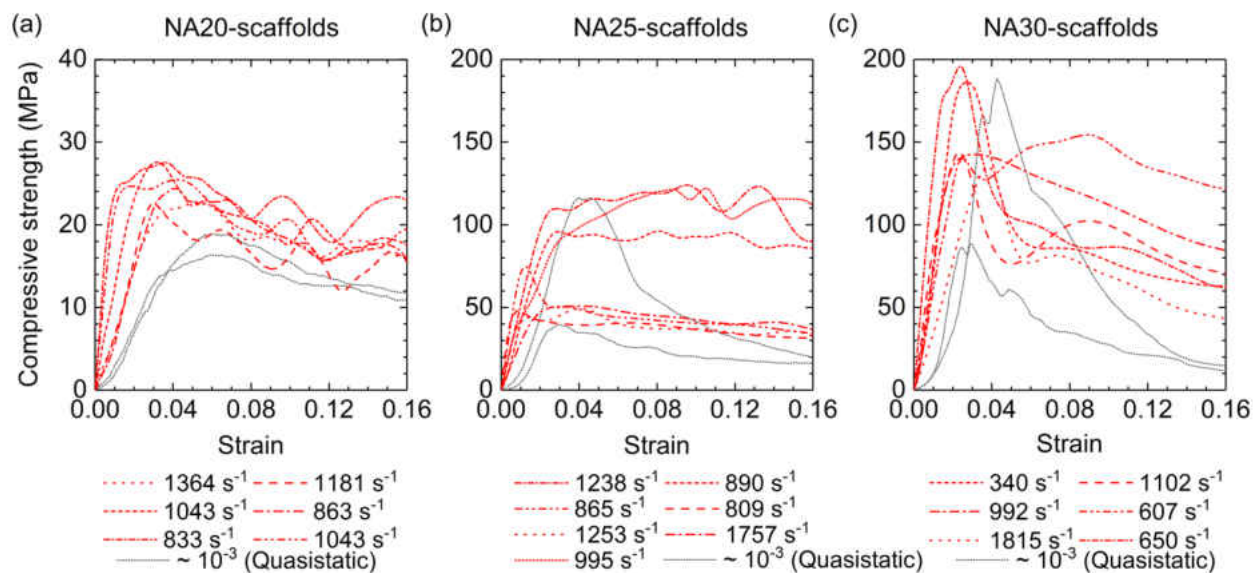 (a) NA20-scaffolds (b) NA25-scaffolds (c) NA30-scaffolds
Compressive strength (MPa)
40
30
20
10
0
0.00 0.04 0.08 0.12 0.16
Strain
200
150
100
50
0
0.00 0.04 0.08 0.12 0.16
Strain
200
150
100
50
0
0.00 0.04 0.08 0.12 0.16
Strain
1364 s⁻¹ 1181 s⁻¹
1043 s⁻¹ 863 s⁻¹
833 s⁻¹ 1043 s⁻¹
~ 10⁻³ (Quasistatic)
1238 s⁻¹ 890 s⁻¹
865 s⁻¹ 809 s⁻¹
1253 s⁻¹ 1757 s⁻¹
995 s⁻¹ ~ 10⁻³ (Quasistatic)
340 s⁻¹ 1102 s⁻¹
992 s⁻¹ 607 s⁻¹
1815 s⁻¹ 650 s⁻¹
~ 10⁻³ (Quasistatic)